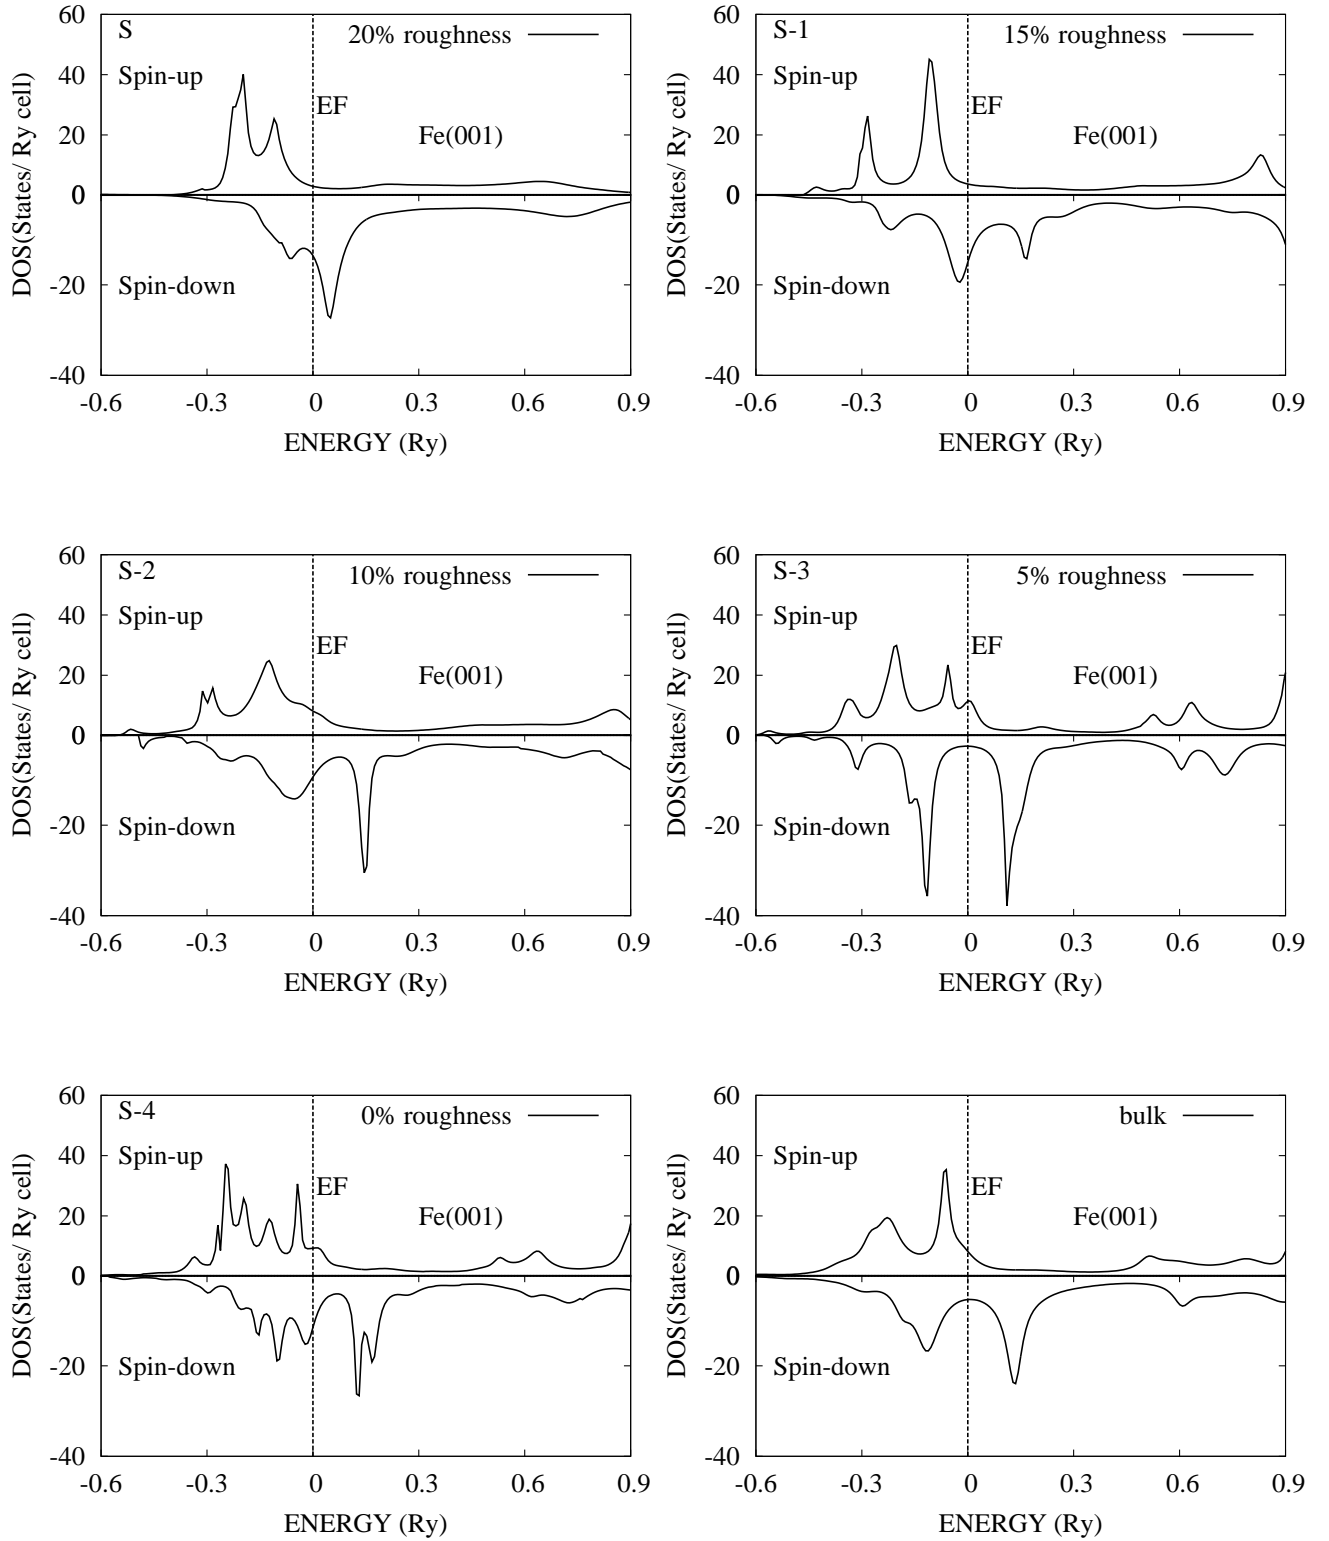 60
S
20% roughness
40
Spin-up
EF
20
Fe(001)
0
-20
Spin-down
-40
DOS(States/ Ry cell)
-0.6 -0.3 0 0.3 0.6 0.9
ENERGY (Ry)
60
S-1
15% roughness
40
Spin-up
EF
20
Fe(001)
0
-20
Spin-down
-40
DOS(States/ Ry cell)
-0.6 -0.3 0 0.3 0.6 0.9
ENERGY (Ry)
60
S-2
10% roughness
40
Spin-up
EF
20
Fe(001)
0
-20
Spin-down
-40
DOS(States/ Ry cell)
-0.6 -0.3 0 0.3 0.6 0.9
ENERGY (Ry)
60
S-3
5% roughness
40
Spin-up
EF
20
Fe(001)
0
-20
Spin-down
-40
DOS(States/ Ry cell)
-0.6 -0.3 0 0.3 0.6 0.9
ENERGY (Ry)
60
S-4
0% roughness
40
Spin-up
EF
20
Fe(001)
0
-20
Spin-down
-40
DOS(States/ Ry cell)
-0.6 -0.3 0 0.3 0.6 0.9
ENERGY (Ry)
60
bulk
40
Spin-up
EF
20
Fe(001)
0
-20
Spin-down
-40
DOS(States/ Ry cell)
-0.6 -0.3 0 0.3 0.6 0.9
ENERGY (Ry)